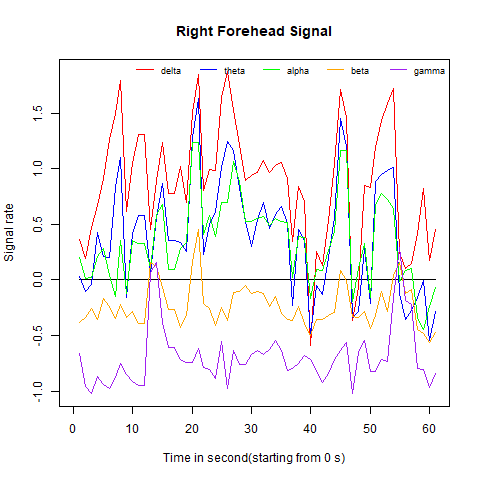 Right Forehead Signal
delta theta alpha beta gamma
Signal rate
1.5
1.0
0.5
0.0
-0.5
-1.0
0 10 20 30 40 50 60
Time in second(starting from 0 s)